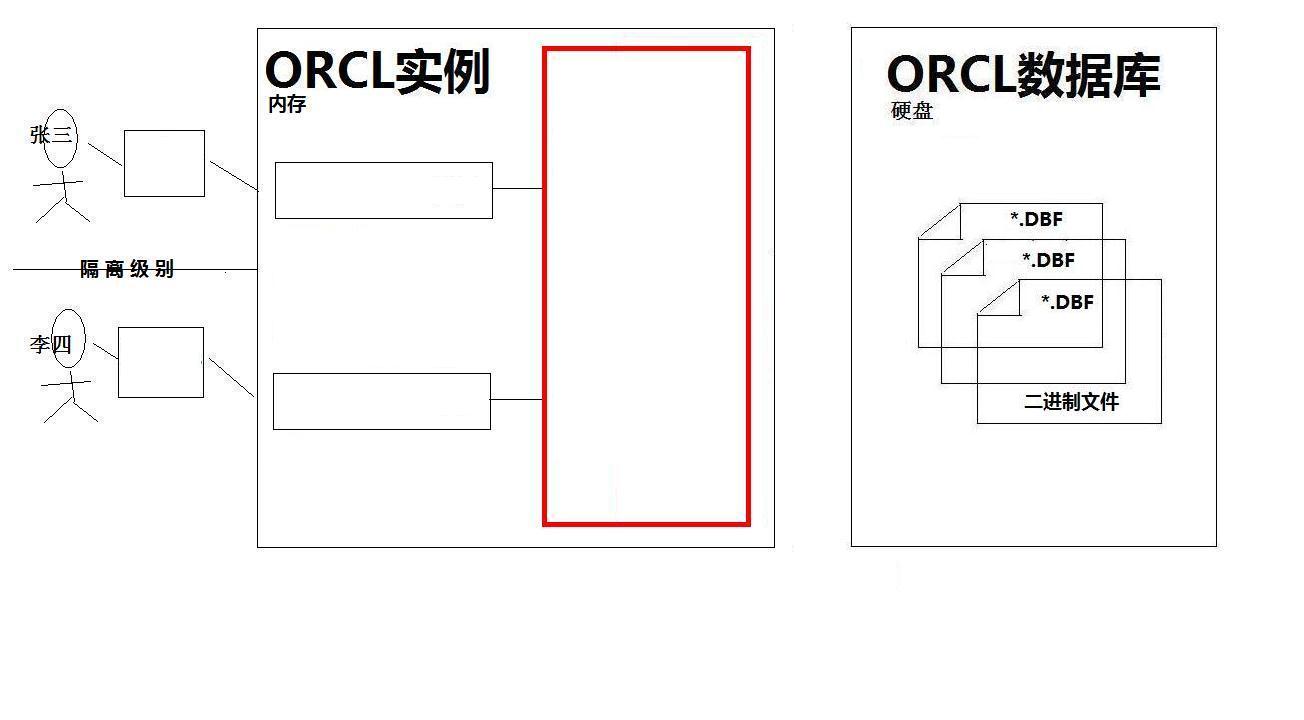 ORCL实例
内存
张三
隔离级别
李四
ORCL数据库
硬盘
*.DBF
*.DBF
*.DBF
二进制文件